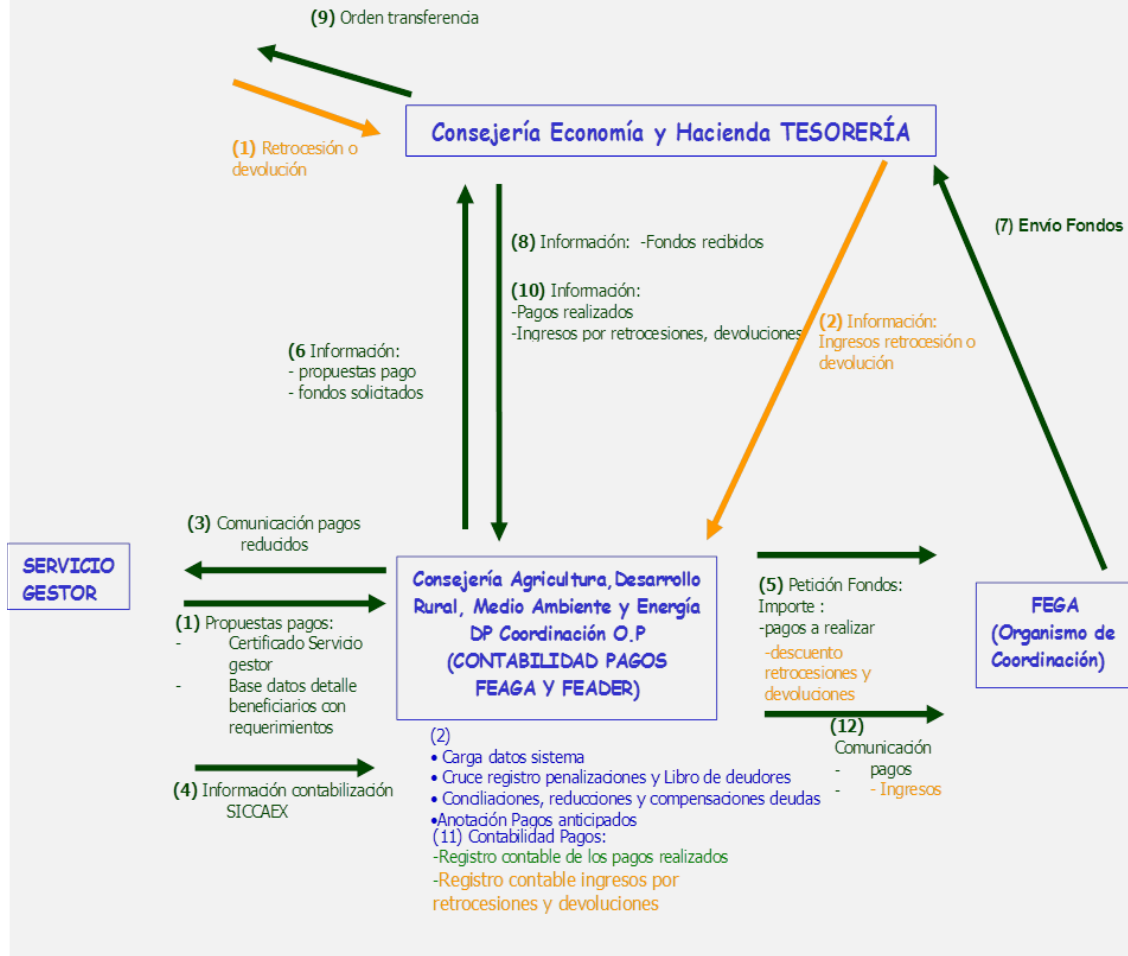 (9) Orden transferencia
Consejería Economía y Hacienda TESORERÍA
(1) Retrocesión o
devolución
(7) Envío Fondos
(8) Información: -Fondos recibidos
(10) Información:
-Pagos realizados
-Ingresos por retrocesiones, devoluciones
(2) Información:
Ingresos retrocesión o
devolución
(6 Información:
- propuestas pago
- fondos solicitados
(3) Comunicación pagos
reducidos
SERVICIO
GESTOR
(1) Propuestas pagos:
- Certificado Servicio
gestor
- Base datos detalle
beneficiarios con
requerimientos
(4) Información contabilización
SICCAEX
Consejería Agricultura,Desarrollo
Rural, Medio Ambiente y Energía
DP Coordinación O.P
(CONTABILIDAD PAGOS
FEAGA Y FEADER)
(5) Petición Fondos:
Importe :
-pagos a realizar
-descuento
retrocesiones y
devoluciones
FEGA
(Organismo de
Coordinación)
(12)
Comunicación
- pagos
- - Ingresos
(2)
• Carga datos sistema
• Cruce registro penalizaciones y Libro de deudores
• Conciliaciones, reducciones y compensaciones deudas
•Anotación Pagos anticipados
(11) Contabilidad Pagos:
-Registro contable de los pagos realizados
-Registro contable ingresos por
retrocesiones y devoluciones